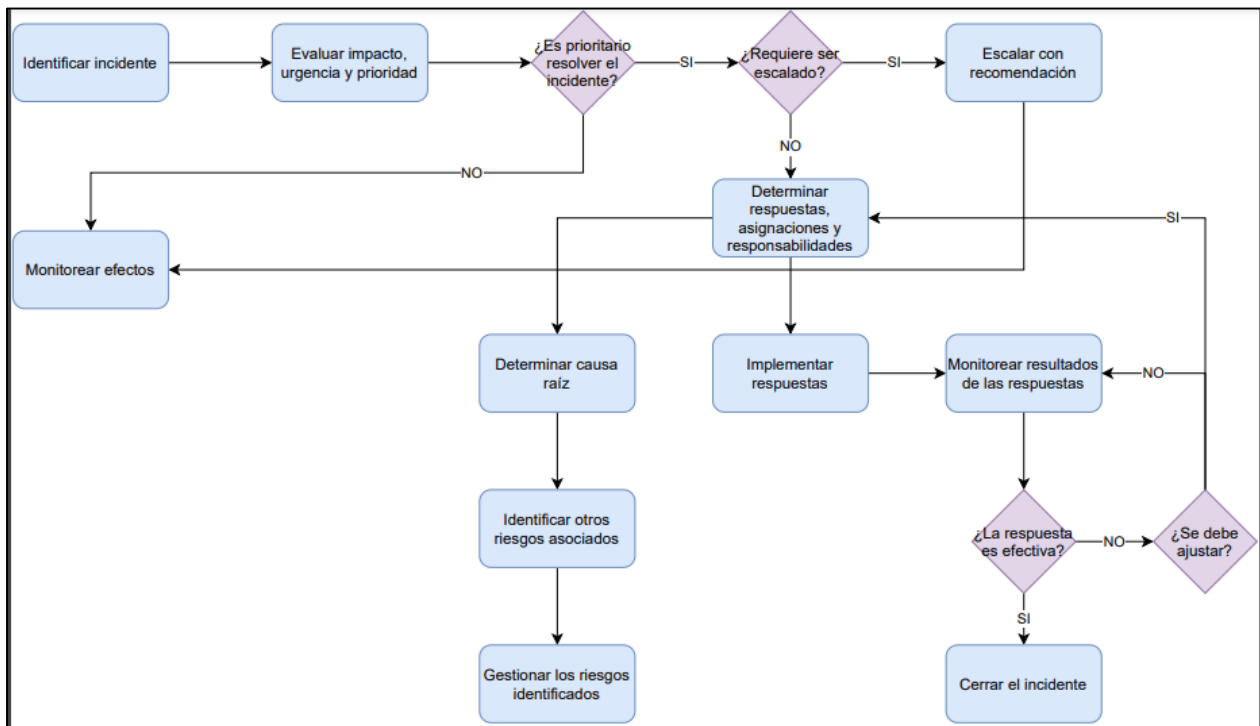 Identificar incidente
Evaluar impacto,
urgencia y prioridad
¿Es prioritario
resolver el
incidente?
SI
¿Requiere ser
escalado?
SI
Escalar con
recomendación
NO
NO
Determinar
respuestas,
asignaciones y
responsabilidades
SI
Monitorear efectos
Determinar causa
raíz
Implementar
respuestas
Monitorear resultados
de las respuestas
NO
Identificar otros
riesgos asociados
¿La respuesta
es efectiva?
NO
¿Se debe
ajustar?
SI
Gestionar los riesgos
identificados
Cerrar el incidente